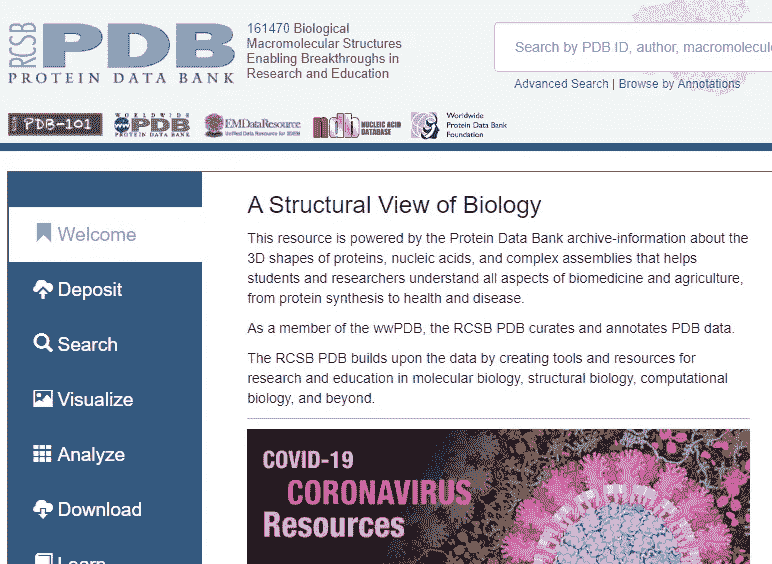 RCSB PDB
PROTEIN DATA BANK
161470 Biological
Macromolecular Structures
Enabling Breakthroughs in
Research and Education
Search by PDB ID, author, macromolecu
Advanced Search | Browse by Annotations
PDB-101
WORLDWIDE
PDB
PROTEIN DATA BANK
EMDataResource
Unified Data Resource for 3DEM
ndb
NUCLEIC ACID
DATABASE
Worldwide
Protein Data Bank
Foundation
Welcome
Deposit
Search
Visualize
Analyze
Download
Learn
A Structural View of Biology
This resource is powered by the Protein Data Bank archive-information about the
3D shapes of proteins, nucleic acids, and complex assemblies that helps
students and researchers understand all aspects of biomedicine and agriculture,
from protein synthesis to health and disease.
As a member of the wwPDB, the RCSB PDB curates and annotates PDB data.
The RCSB PDB builds upon the data by creating tools and resources for
research and education in molecular biology, structural biology, computational
biology, and beyond.
COVID-19
CORONAVIRUS
Resources